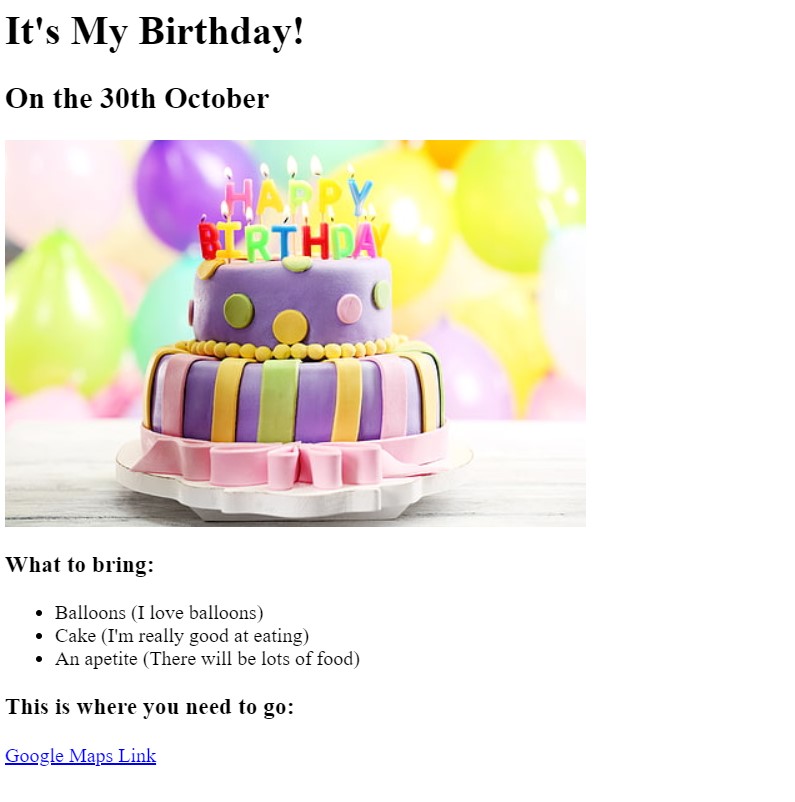 It's My Birthday!
On the 30th October
HAPPY
BIRTHDAY
What to bring:
Balloons (I love balloons)
Cake (I'm really good at eating)
An apetite (There will be lots of food)
This is where you need to go:
Google Maps Link